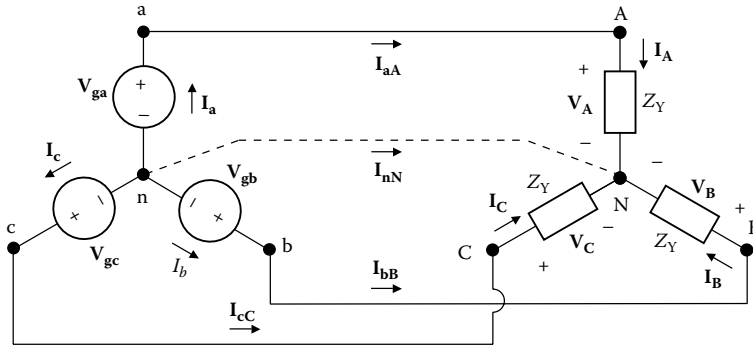 a
A
I_aA
I_A
V_ga
+
−
I_a
+
V_A
Z_Y
−
I_c
n
I_nN
V_gb
−
+
−
+
V_gc
I_b
c
b
I_C
Z_Y
N
−
V_C
+
C
−
V_B
+
Z_Y
I_B
B
I_bB
I_cC